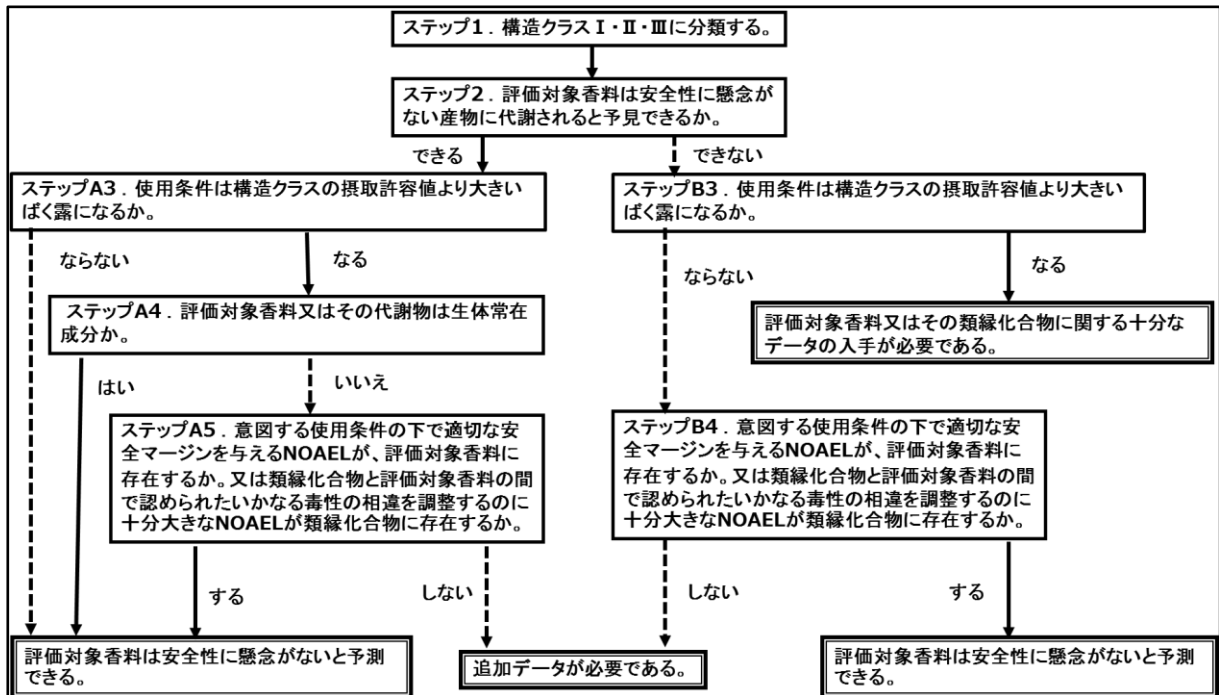 ステップ1．構造クラスⅠ・Ⅱ・Ⅲに分類する。
ステップ2．評価対象香料は安全性に懸念が
ない産物に代謝されると予見できるか。
できる
できない
ステップA3．使用条件は構造クラスの摂取許容値より大きい
ばく露になるか。
ステップB3．使用条件は構造クラスの摂取許容値より大きい
ばく露になるか。
ならない
なる
ならない
なる
ステップA4．評価対象香料又はその代謝物は生体常在
成分か。
評価対象香料又はその類縁化合物に関する十分な
データの入手が必要である。
はい
いいえ
ステップA5．意図する使用条件の下で適切な安
全マージンを与えるNOAELが、評価対象香料に
存在するか。又は類縁化合物と評価対象香料の間
で認められたいかなる毒性の相違を調整するのに
十分大きなNOAELが類縁化合物に存在するか。
ステップB4．意図する使用条件の下で適切な安
全マージンを与えるNOAELが、評価対象香料に
存在するか。又は類縁化合物と評価対象香料の間
で認められたいかなる毒性の相違を調整するのに
十分大きなNOAELが類縁化合物に存在するか。
する
しない
しない
する
評価対象香料は安全性に懸念がないと予測
できる。
追加データが必要である。
評価対象香料は安全性に懸念がないと予測
できる。